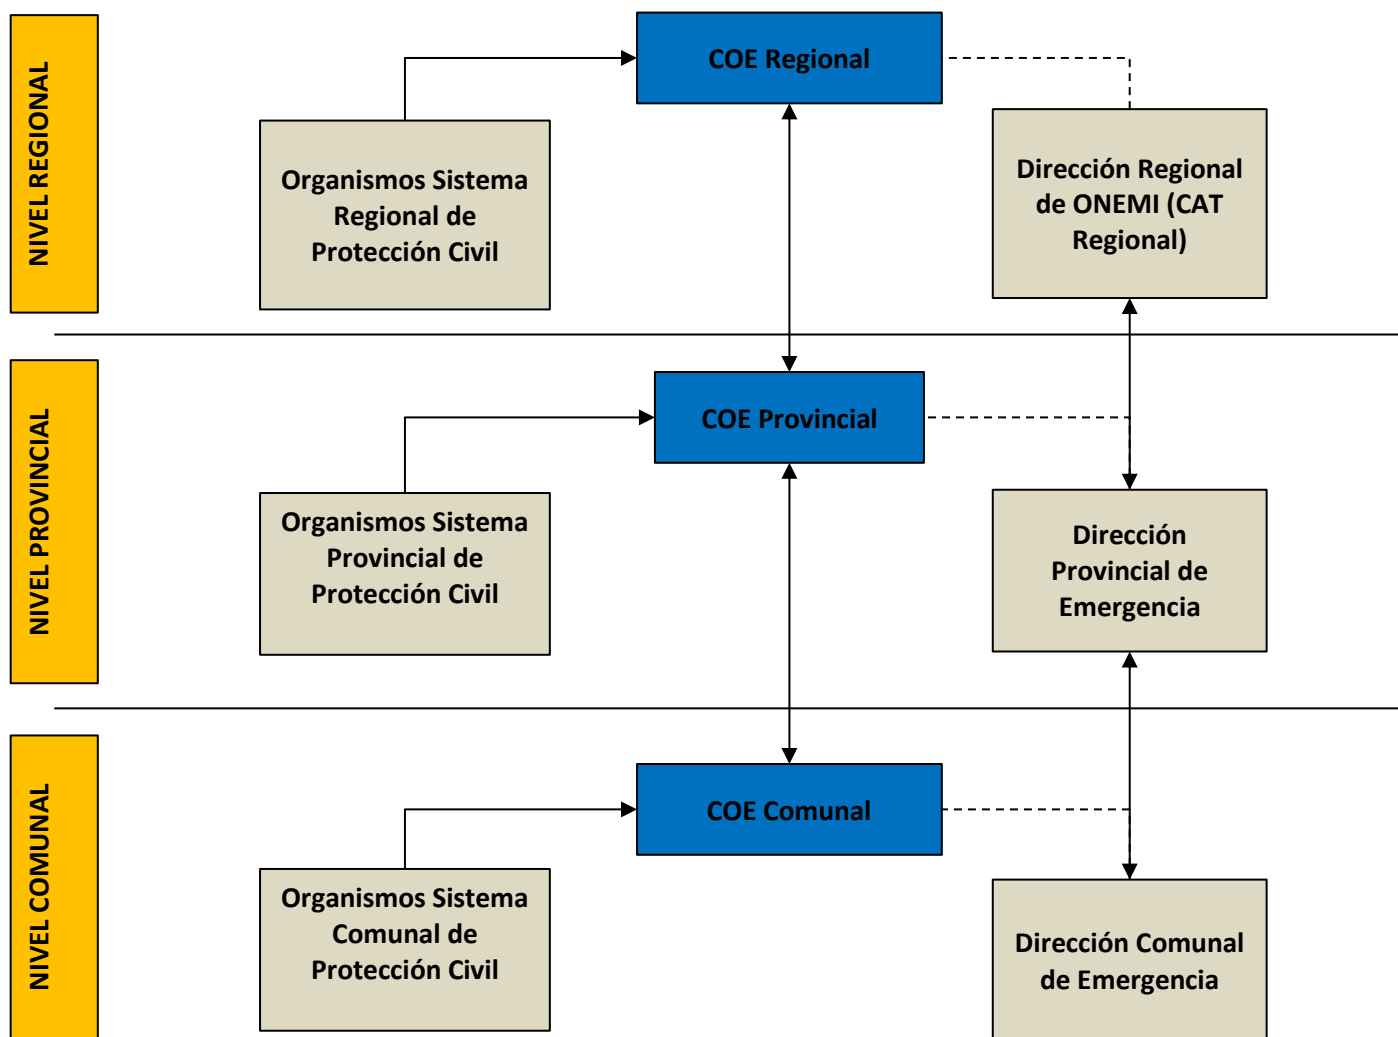 NIVEL REGIONAL
COE Regional
Organismos Sistema
Regional de
Protección Civil
Dirección Regional
de ONEMI (CAT
Regional)
NIVEL PROVINCIAL
COE Provincial
Organismos Sistema
Provincial de
Protección Civil
Dirección
Provincial de
Emergencia
NIVEL COMUNAL
COE Comunal
Organismos Sistema
Comunal de
Protección Civil
Dirección Comunal
de Emergencia